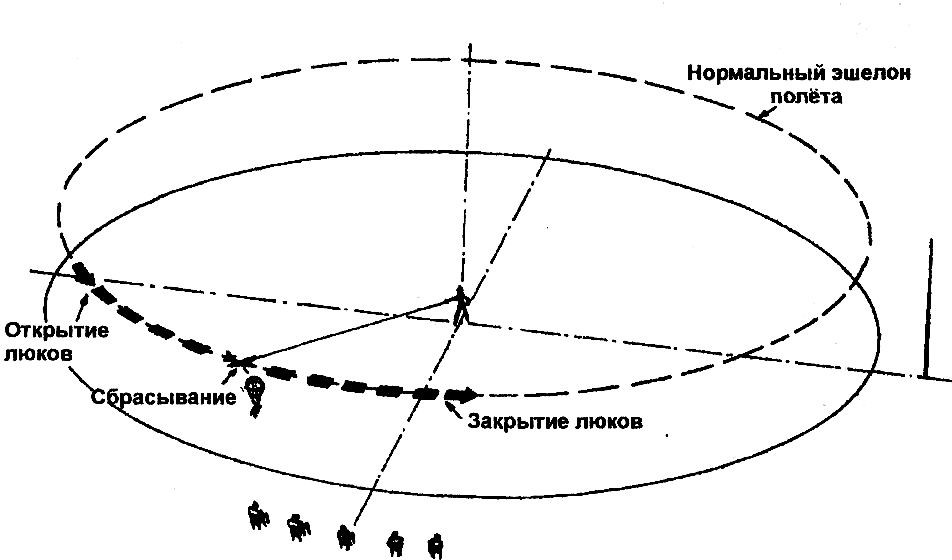 Нормальный эшелон
полёта
Открытие
люков
Сбрасывание
Закрытие люков